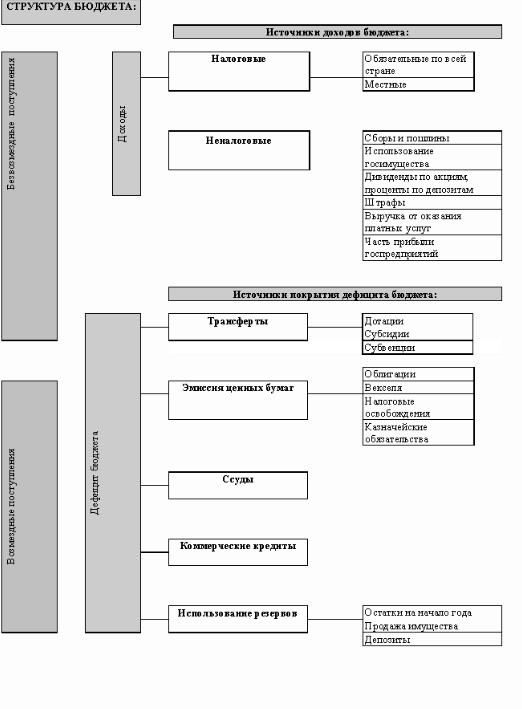 СТРУКТУРА БЮДЖЕТА:
Источники доходов бюджета:
Безвозмездные поступления
Доходы
Налоговые
Обязательные по всей
стране
Местные
Неналоговые
Сборы и пошлины
Использование
госимущества
Дивиденды по акциям,
проценты по депозитам
Штрафы
Выручка от оказания
платных услуг
Часть прибыли
госпредприятий
Источники покрытия дефицита бюджета:
Возмездные поступления
Дефицит бюджета
Трансферты
Дотации
Субсидии
Субвенции
Эмиссия ценных бумаг
Облигации
Векселя
Налоговые
освобождения
Казначейские
обязательства
Ссуды
Коммерческие кредиты
Использование резервов
Остатки на начало года
Продажа имущества
Депозиты